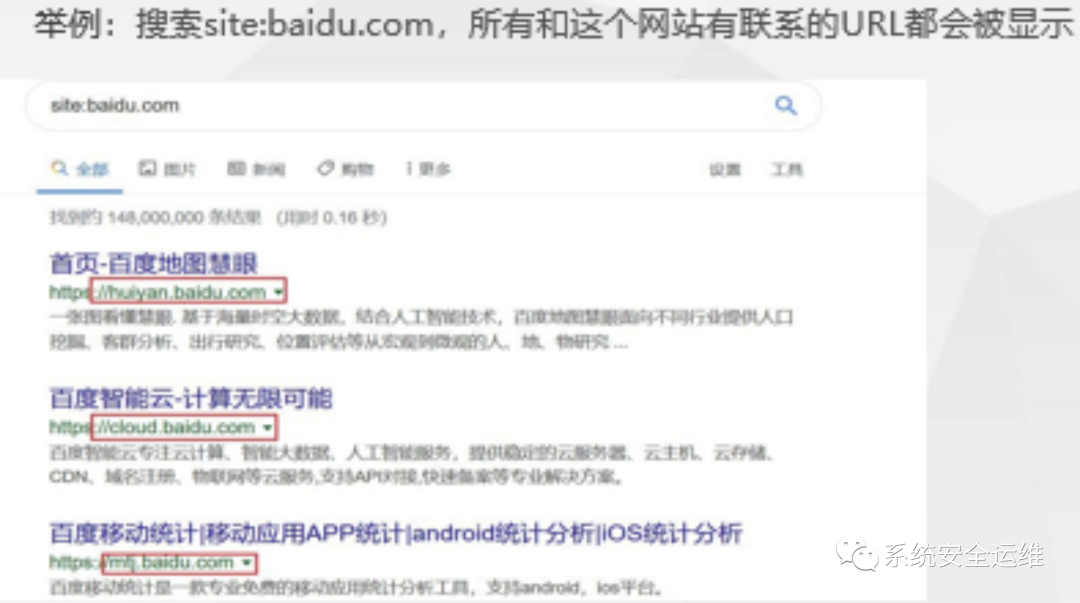 举例：搜索site:baidu.com，所有和这个网站有联系的URL都会被显示
site:baidu.com
全部 图片 新闻 购物 更多 设置 工具
找到约 148,000,000 条结果 （用时 0.16 秒）
首页-百度地图慧眼
https://huiyan.baidu.com
一张图看懂慧眼. 基于海量时空大数据，结合人工智能技术，百度地图慧眼面向不同行业提供人口
挖掘、客群分析、出行研究、位置评估等从宏观到微观的人、地、物研究 ...
百度智能云-计算无限可能
https://cloud.baidu.com
百度智能云专注云计算、智能大数据、人工智能服务，提供稳定的云服务器、云主机、云存储、
CDN、域名注册、物联网等云服务,支持API对接,快速备案等专业解决方案。
百度移动统计|移动应用APP统计|android统计分析|iOS统计分析
https://mtj.baidu.com
百度移动统计是一款专业免费的移动应用统计分析工具，支持android，ios平台。
系统安全运维